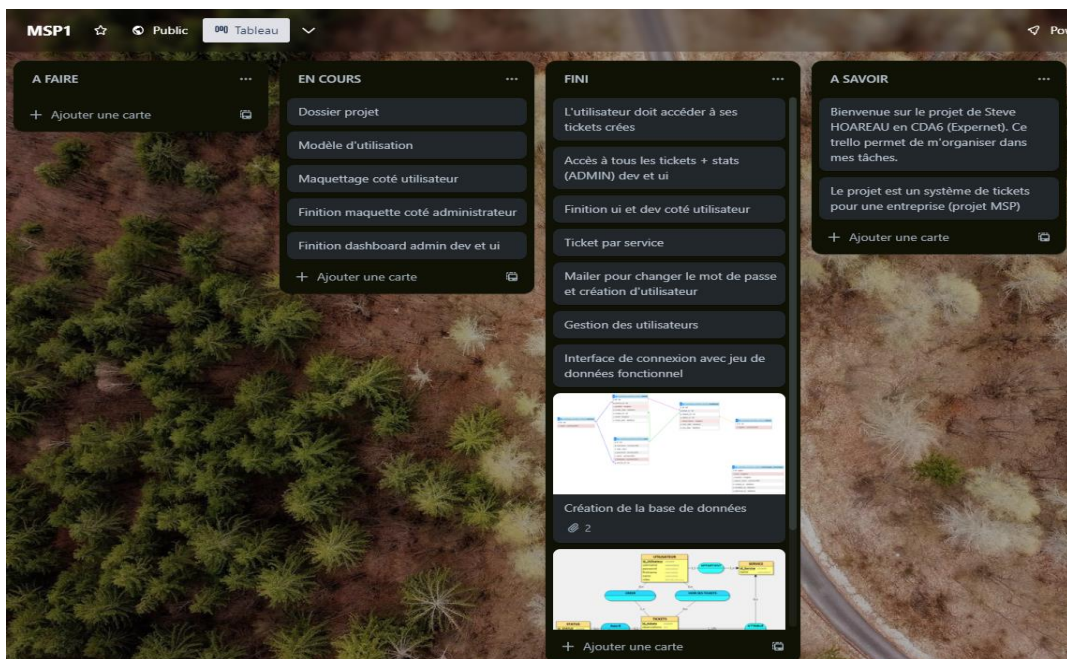 MSP1
Public
Tableau
Pow
A FAIRE
Ajouter une carte
EN COURS
Dossier projet
Modèle d'utilisation
Maquettage coté utilisateur
Finition maquette coté administrateur
Finition dashboard admin dev et ui
Ajouter une carte
FINI
L'utilisateur doit accéder à ses
tickets crées
Accès à tous les tickets + stats
(ADMIN) dev et ui
Finition ui et dev coté utilisateur
Ticket par service
Mailer pour changer le mot de passe
et création d'utilisateur
Gestion des utilisateurs
Interface de connexion avec jeu de
données fonctionnel
Création de la base de données
2
UTILISATEUR
SERVICE
TICKETS
Ajouter une carte
A SAVOIR
Bienvenue sur le projet de Steve
HOAREAU en CDA6 (Expernet). Ce
trello permet de m'organiser dans
mes tâches.
Le projet est un système de tickets
pour une entreprise (projet MSP)
Ajouter une carte